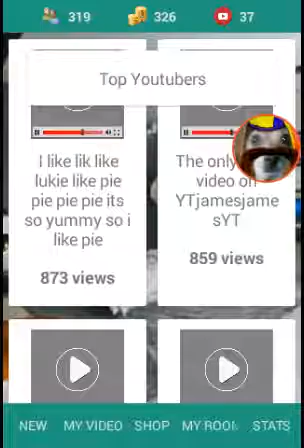 319 326 37
Top Youtubers
I like lik like
lukie like pie
pie pie pie its
so yummy so i
like pie
873 views
The only
video on
YTjamesjame
sYT
859 views
NEW MY VIDEO SHOP MY ROOM STATS